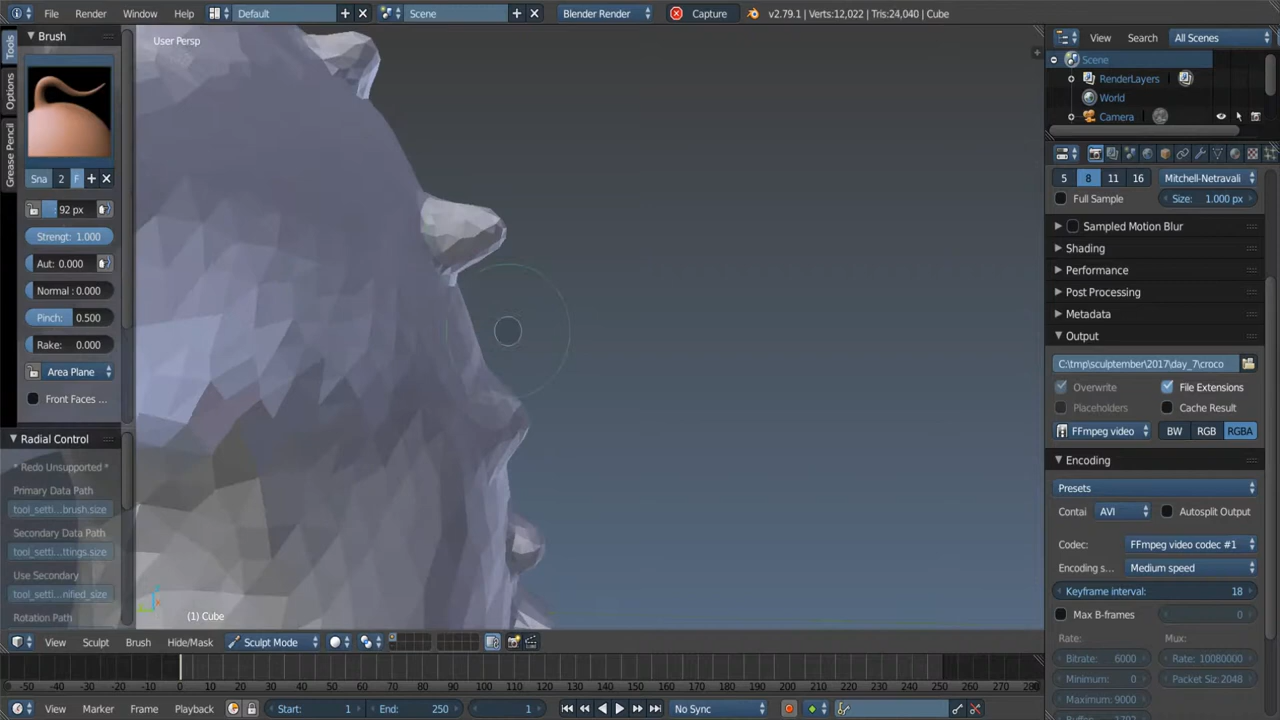 File Render Window Help Default Scene Blender Render Capture v2.79.1 | Verts:12,022 | Tris:24,040 | Cube
Brush
User Persp
View Search All Scenes
Scene
RenderLayers
World
Camera
Tools
Options
Grease Pencil
Sna 2 F
92 px
Strengt: 1.000
Aut: 0.000
Normal : 0.000
Pinch: 0.500
Rake: 0.000
Area Plane
Front Faces ...
Radial Control
* Redo Unsupported *
Primary Data Path
tool_setti...brush.size
Secondary Data Path
tool_setti...ttings.size
Use Secondary
tool_setti...nified_size
Rotation Path
5 8 11 16 Mitchell-Netravali
Full Sample Size: 1.000 px
Sampled Motion Blur
Shading
Performance
Post Processing
Metadata
Output
C:\tmp\sculptember\2017\day_7\croco
Overwrite File Extensions
Placeholders Cache Result
FFmpeg video BW RGB RGBA
Encoding
Presets
Contai AVI Autosplit Output
Codec: FFmpeg video codec #1
Encoding s... Medium speed
Keyframe interval: 18
Max B-frames 0
Rate: Mux:
Bitrate: 6000 Rate: 10080000
Minimum: 0 Packet Siz: 2048
Maximum: 9000
(1) Cube
View Sculpt Brush Hide/Mask Sculpt Mode
-50 -40 -30 -20 -10 0 10 20 30 40 50 60 70 80 90 100 110 120 130 140 150 160 170 180 190 200 210 220 230 240 250 260 270 280
View Marker Frame Playback Start: 1 End: 250 1 No Sync